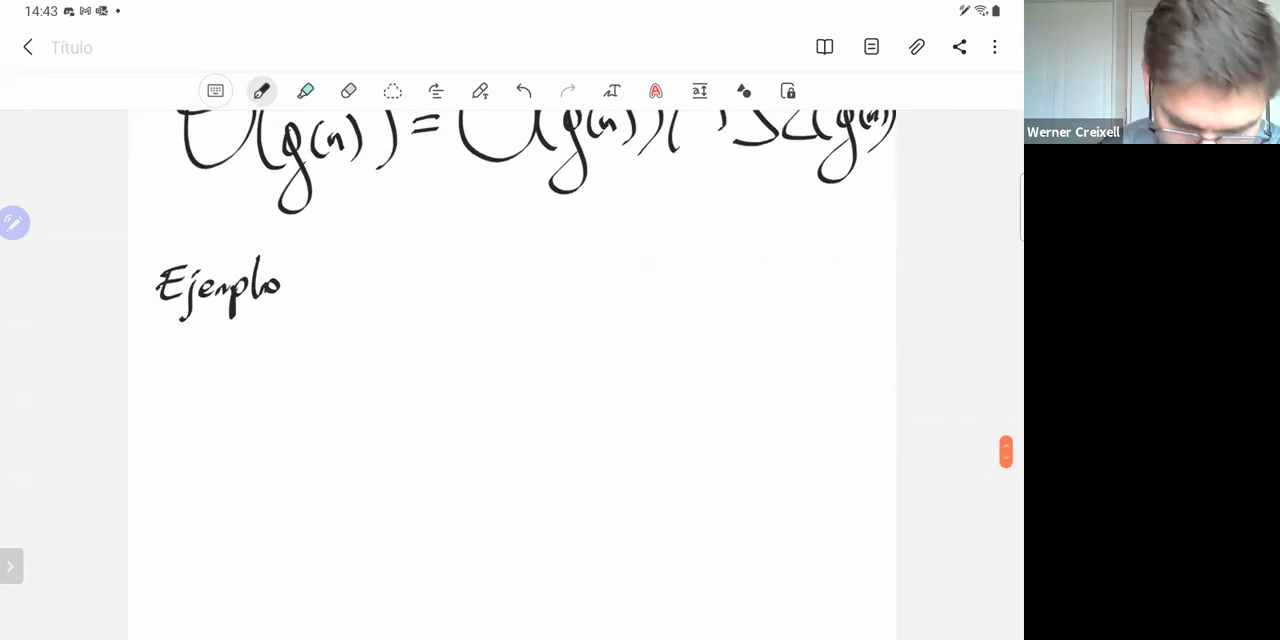 14:43
Título
Werner Creixell
(g(n)) = (g(n)) (g(n))
Ejemplo